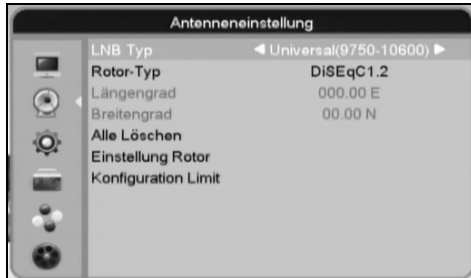 Antenneneinstellung
LNB Typ ◀ Universal(9750-10600) ▶
Rotor-Typ DiSEqC1.2
Längengrad 000.00 E
Breitengrad 00.00 N
Alle Löschen
Einstellung Rotor
Konfiguration Limit